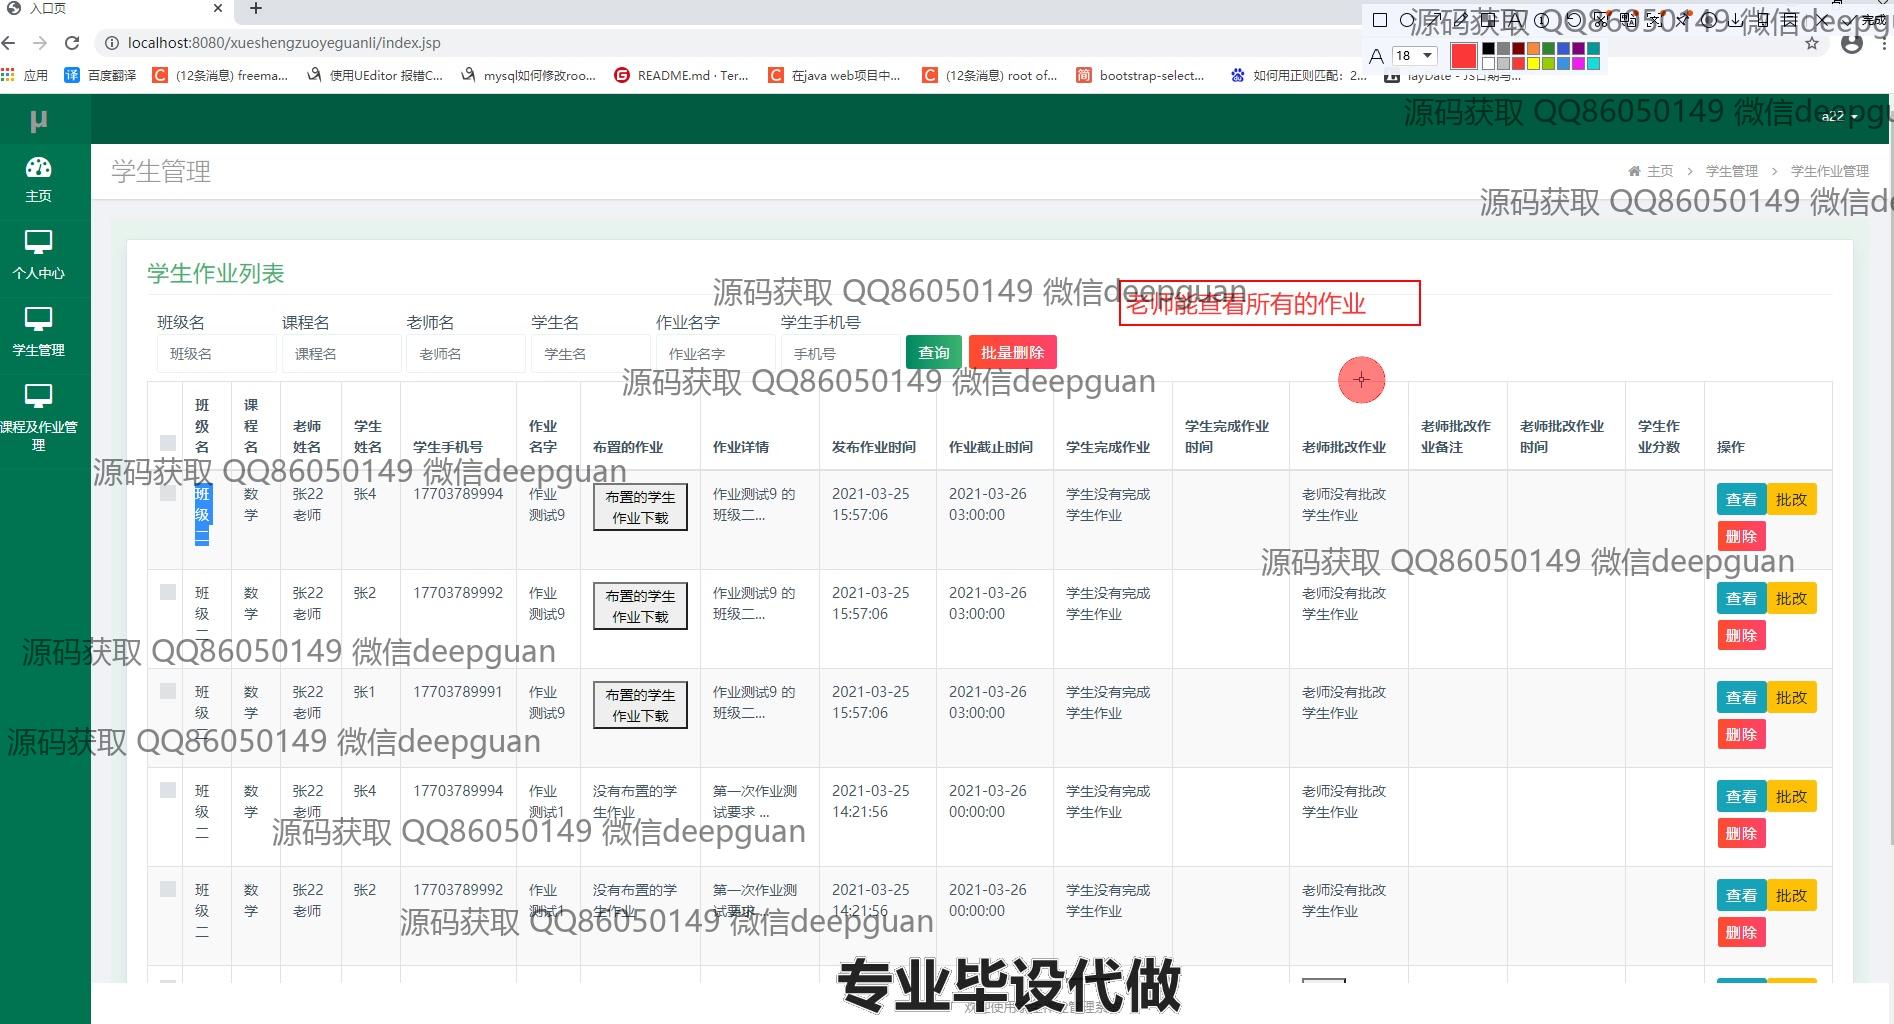 入口页
localhost:8080/xueshengzuoyeguanli/index.jsp
完成
18
应用
百度翻译
(12条消息) freema...
使用UEditor 报错C...
mysql如何修改roo...
README.md · Ter...
在java web项目中...
(12条消息) root of...
bootstrap-select...
如何用正则匹配：2...
layDate - JS日期与...
源码获取 QQ86050149 微信deepguan
源码获取 QQ86050149 微信deepguan
a22
μ
主页
个人中心
学生管理
课程及作业管理
学生管理
主页 > 学生管理 > 学生作业管理
源码获取 QQ86050149 微信de
学生作业列表
源码获取 QQ86050149 微信deepguan
老师能查看所有的作业
班级名 课程名 老师名 学生名 作业名字 学生手机号
班级名 课程名 老师名 学生名 作业名字 手机号 查询 批量删除
源码获取 QQ86050149 微信deepguan
班级名 课程名 老师姓名 学生姓名 学生手机号 作业名字 布置的作业 作业详情 发布作业时间 作业截止时间 学生完成作业 学生完成作业时间 老师批改作业 老师批改作业备注 老师批改作业时间 学生作业分数 操作
源码获取 QQ86050149 微信deepguan
班级二 数学 张22老师 张4 17703789994 作业测试9 布置的学生作业下载 作业测试9 的班级二... 2021-03-25 15:57:06 2021-03-26 03:00:00 学生没有完成学生作业 老师没有批改学生作业 查看 批改 删除
源码获取 QQ86050149 微信deepguan
班级二 数学 张22老师 张2 17703789992 作业测试9 布置的学生作业下载 作业测试9 的班级二... 2021-03-25 15:57:06 2021-03-26 03:00:00 学生没有完成学生作业 老师没有批改学生作业 查看 批改 删除
源码获取 QQ86050149 微信deepguan
班级二 数学 张22老师 张1 17703789991 作业测试9 布置的学生作业下载 作业测试9 的班级二... 2021-03-25 15:57:06 2021-03-26 03:00:00 学生没有完成学生作业 老师没有批改学生作业 查看 批改 删除
源码获取 QQ86050149 微信deepguan
班级二 数学 张22老师 张4 17703789994 作业测试1 没有布置的学生作业 第一次作业测试要求 ... 2021-03-25 14:21:56 2021-03-26 00:00:00 学生没有完成学生作业 老师没有批改学生作业 查看 批改 删除
源码获取 QQ86050149 微信deepguan
班级二 数学 张22老师 张2 17703789992 作业测试1 没有布置的学生作业 第一次作业测试要求 ... 2021-03-25 14:21:56 2021-03-26 00:00:00 学生没有完成学生作业 老师没有批改学生作业 查看 批改 删除
源码获取 QQ86050149 微信deepguan
专业毕设代做